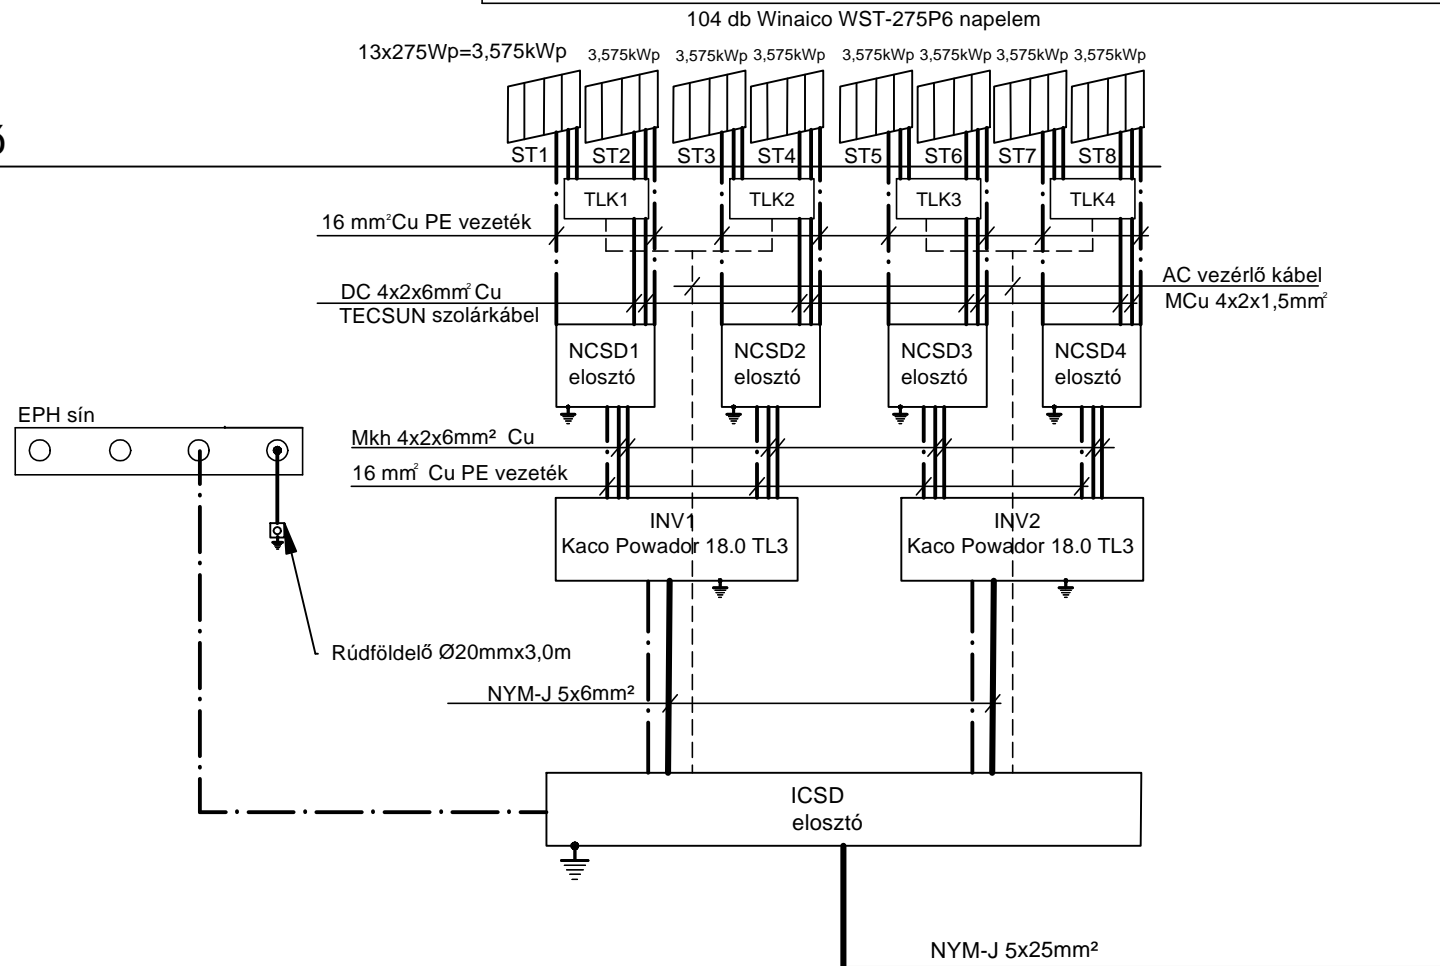 104 db Winaico WST-275P6 napelem
13x275Wp=3,575kWp 3,575kWp 3,575kWp 3,575kWp 3,575kWp 3,575kWp 3,575kWp 3,575kWp
ő
ST1 ST2 ST3 ST4 ST5 ST6 ST7 ST8
TLK1 TLK2 TLK3 TLK4
16 mm²Cu PE vezeték
AC vezérlő kábel
MCu 4x2x1,5mm²
DC 4x2x6mm² Cu
TECSUN szolárkábel
NCSD1
elosztó
NCSD2
elosztó
NCSD3
elosztó
NCSD4
elosztó
EPH sín
Mkh 4x2x6mm² Cu
16 mm² Cu PE vezeték
INV1
Kaco Powador 18.0 TL3
INV2
Kaco Powador 18.0 TL3
Rúdföldelő Ø20mmx3,0m
NYM-J 5x6mm²
ICSD
elosztó
NYM-J 5x25mm²